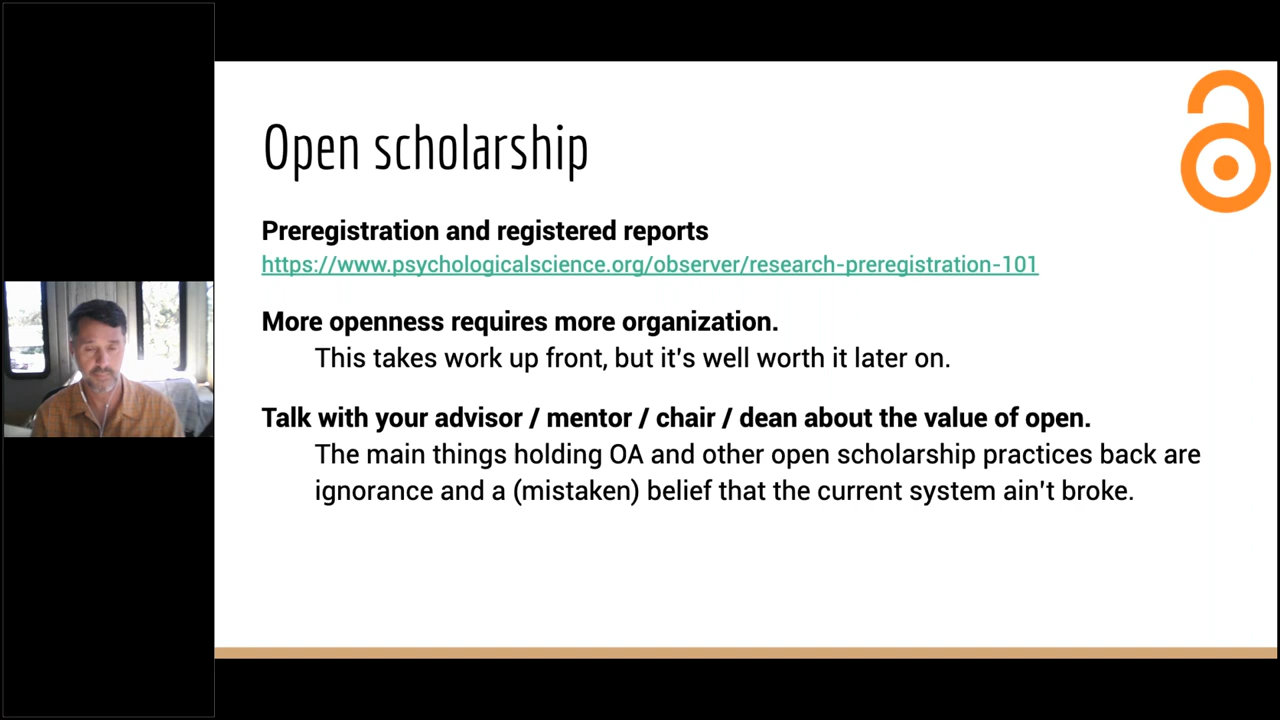 Open scholarship
Preregistration and registered reports
https://www.psychologicalscience.org/observer/research-preregistration-101
More openness requires more organization.
This takes work up front, but it's well worth it later on.
Talk with your advisor / mentor / chair / dean about the value of open.
The main things holding OA and other open scholarship practices back are
ignorance and a (mistaken) belief that the current system ain't broke.